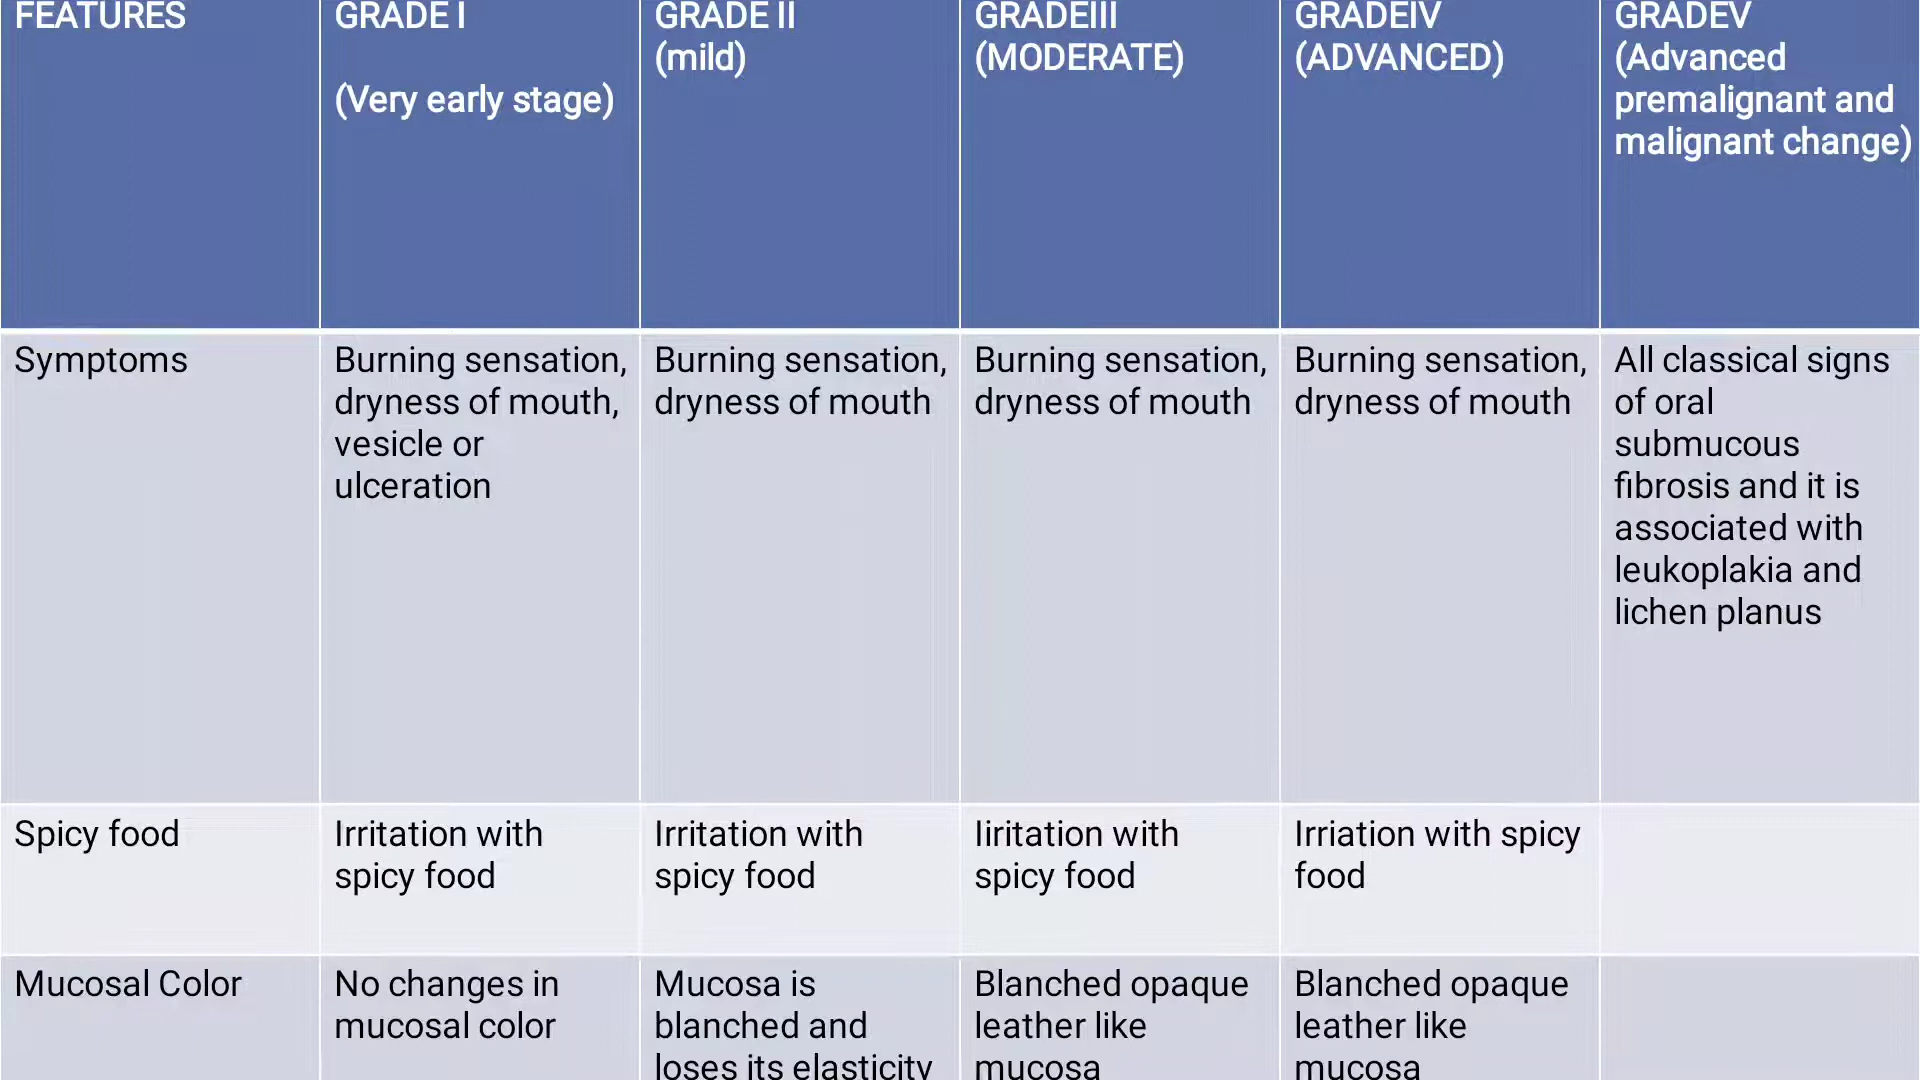 FEATURES
GRADE I
(Very early stage)
GRADE II
(mild)
GRADEIII
(MODERATE)
GRADEIV
(ADVANCED)
GRADEV
(Advanced
premalignant and
malignant change)
Symptoms
Burning sensation,
dryness of mouth,
vesicle or
ulceration
Burning sensation,
dryness of mouth
Burning sensation,
dryness of mouth
Burning sensation,
dryness of mouth
All classical signs
of oral
submucous
fibrosis and it is
associated with
leukoplakia and
lichen planus
Spicy food
Irritation with
spicy food
Irritation with
spicy food
Iiritation with
spicy food
Irriation with spicy
food
Mucosal Color
No changes in
mucosal color
Mucosa is
blanched and
loses its elasticity
Blanched opaque
leather like
mucosa
Blanched opaque
leather like
mucosa